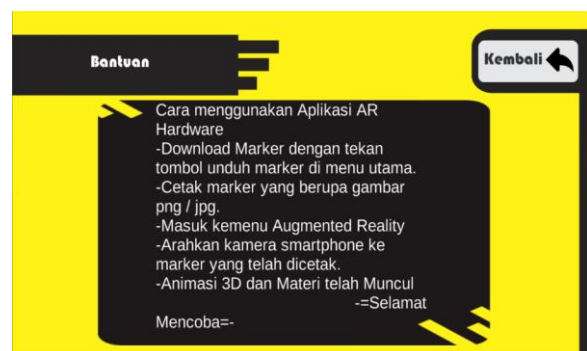 Bantuan
Kembali
Cara menggunakan Aplikasi AR
Hardware
-Download Marker dengan tekan
tombol unduh marker di menu utama.
-Cetak marker yang berupa gambar
png / jpg.
-Masuk kemenu Augmented Reality
-Arahkan kamera smartphone ke
marker yang telah dicetak.
-Animasi 3D dan Materi telah Muncul
-=Selamat
Mencoba=-